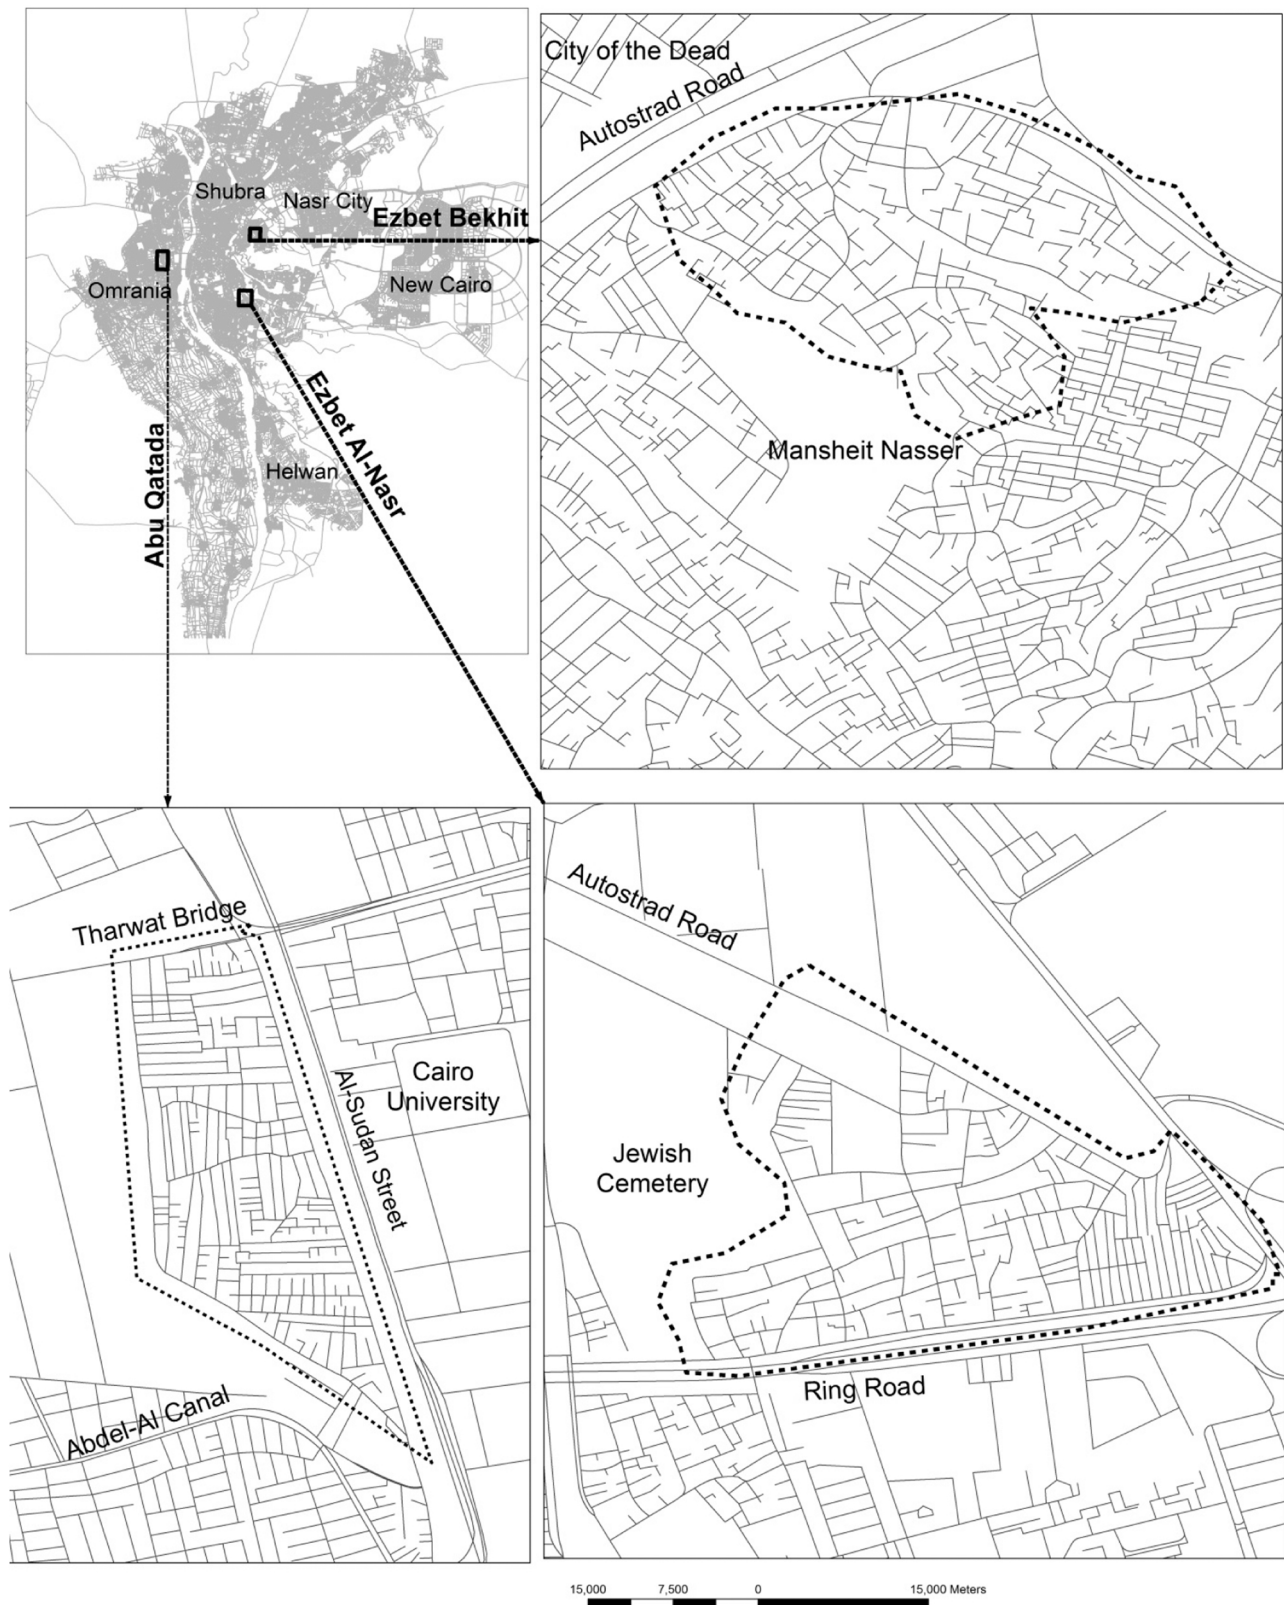 City of the Dead
Autostrad Road
Shubra
Nasr City
Ezbet Bekhit
Omrania
New Cairo
Ezbet Al-Nasr
Abu Qatada
Helwan
Mansheit Nasser
Tharwat Bridge
Cairo
University
Al-Sudan Street
Abdel-Al Canal
Autostrad Road
Jewish
Cemetery
Ring Road
15,000 7,500 0 15,000 Meters